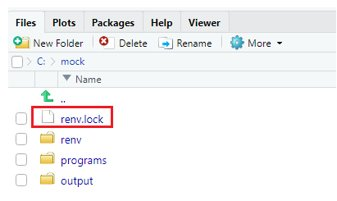 Files Plots Packages Help Viewer
New Folder Delete Rename More
C: mock
Name
..
renv.lock
renv
programs
output